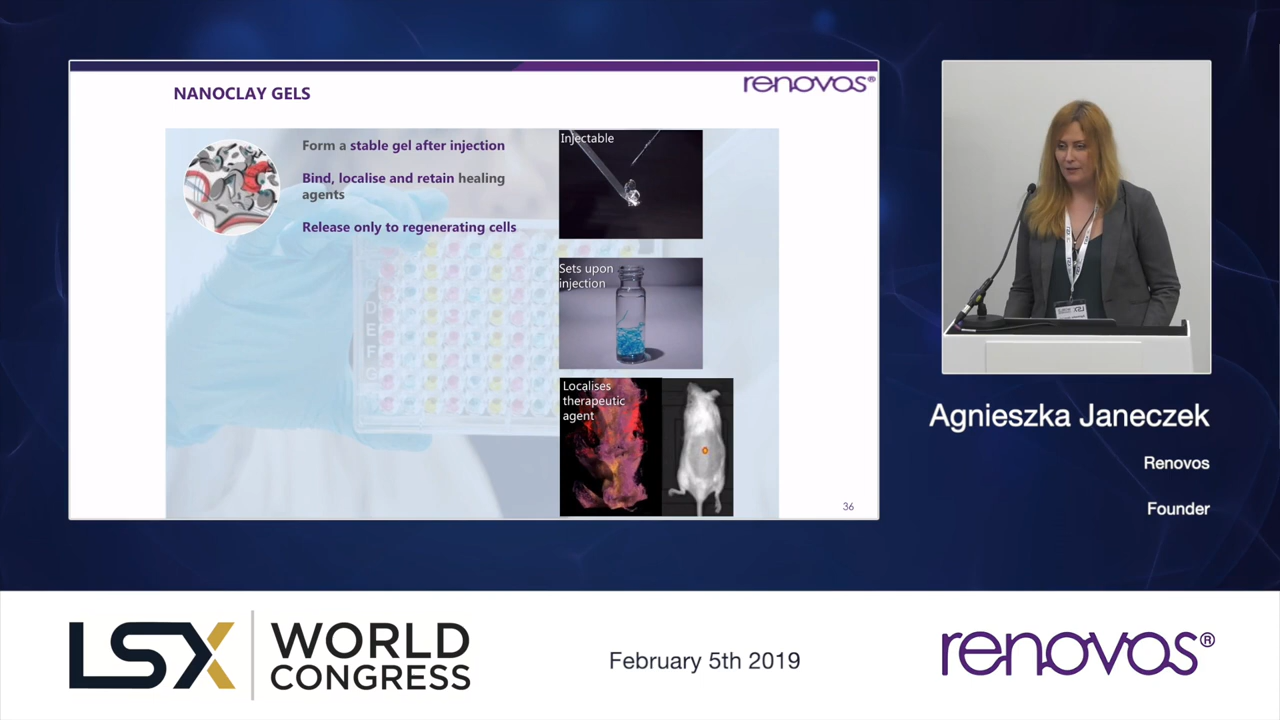 NANOCLAY GELS
renovos®
Form a stable gel after injection
Bind, localise and retain healing
agents
Release only to regenerating cells
Injectable
Sets upon
injection
Localises
therapeutic
agent
36
Agnieszka Janeczek
Renovos
Founder
LSX
WORLD
CONGRESS
February 5th 2019
renovos®